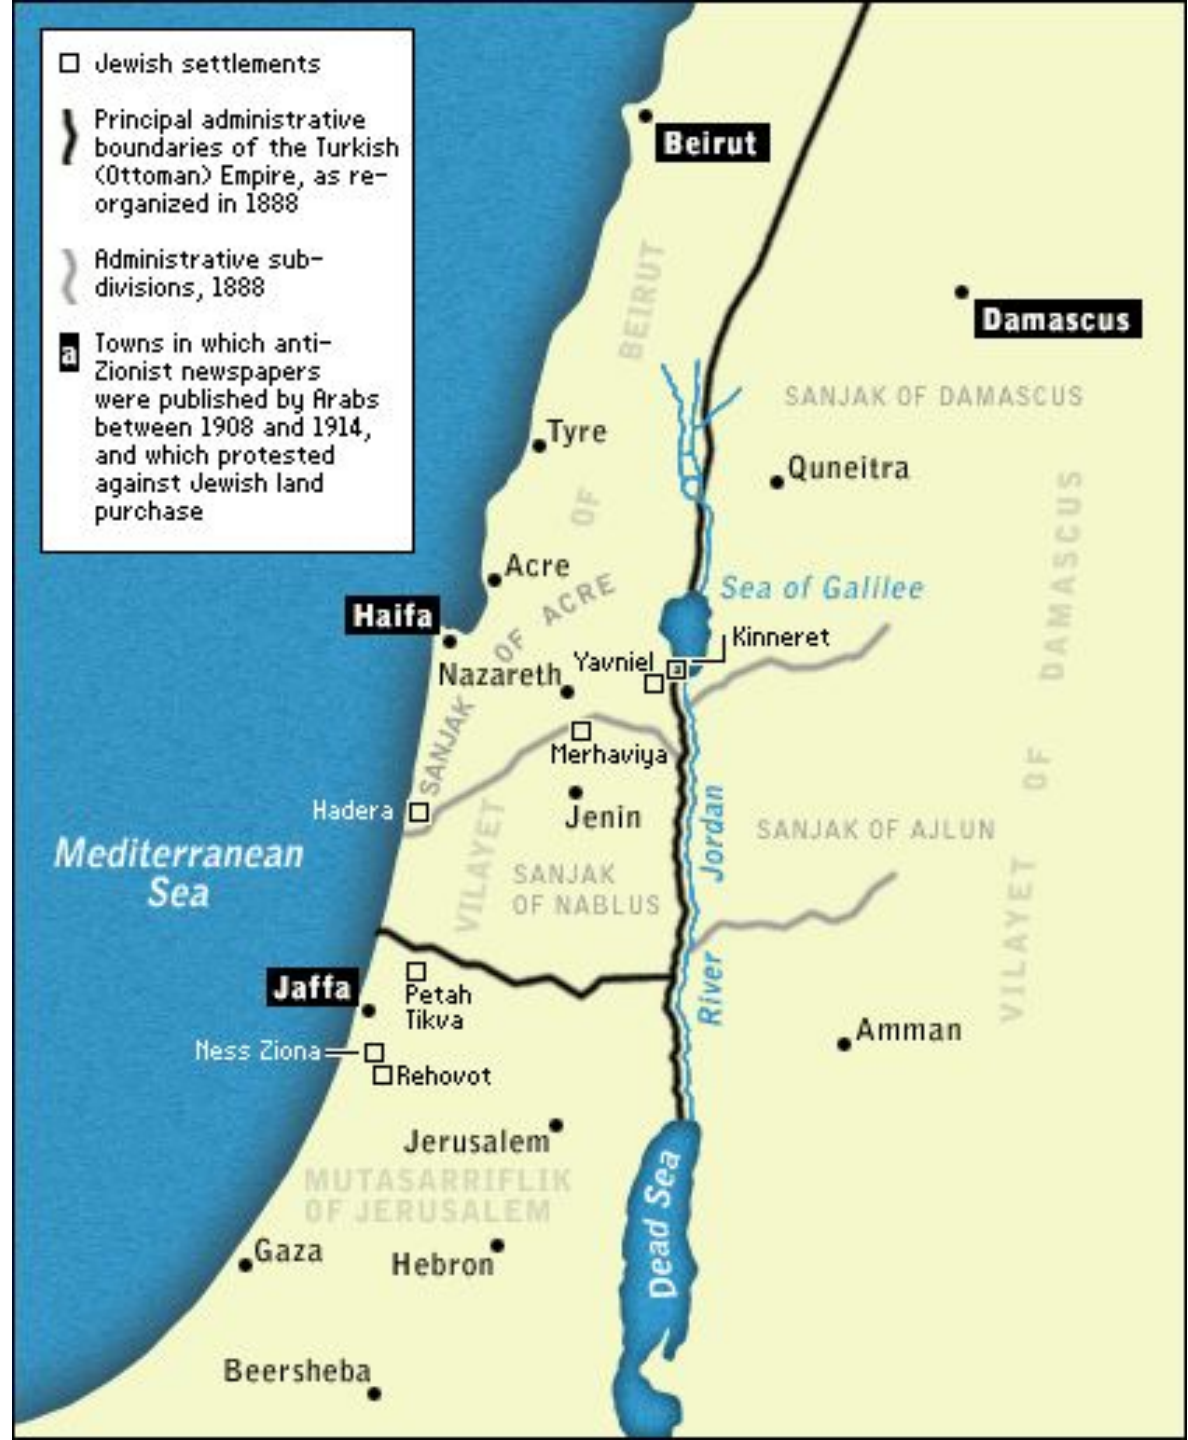 Jewish settlements
Principal administrative
boundaries of the Turkish
(Ottoman) Empire, as re-
organized in 1888
Administrative sub-
divisions, 1888
a
Towns in which anti-
Zionist newspapers
were published by Arabs
between 1908 and 1914,
and which protested
against Jewish land
purchase
Beirut
Damascus
BEIRUT
SANJAK OF DAMASCUS
Tyre
Quneitra
OF
DAMASCUS
Acre
Sea of Galilee
Haifa
OF ACRE
Kinneret
Yavniel
a
Nazareth
SANJAK
Merhaviya
OF
Hadera
Jenin
Jordan
SANJAK OF AJLUN
Mediterranean
Sea
VILAYET
SANJAK
OF NABLUS
VILAYET
Jaffa
Petah
Tikva
River
Amman
Ness Ziona
Rehovot
Jerusalem
MUTASARRIFLIK
OF JERUSALEM
Dead Sea
Gaza
Hebron
Beersheba